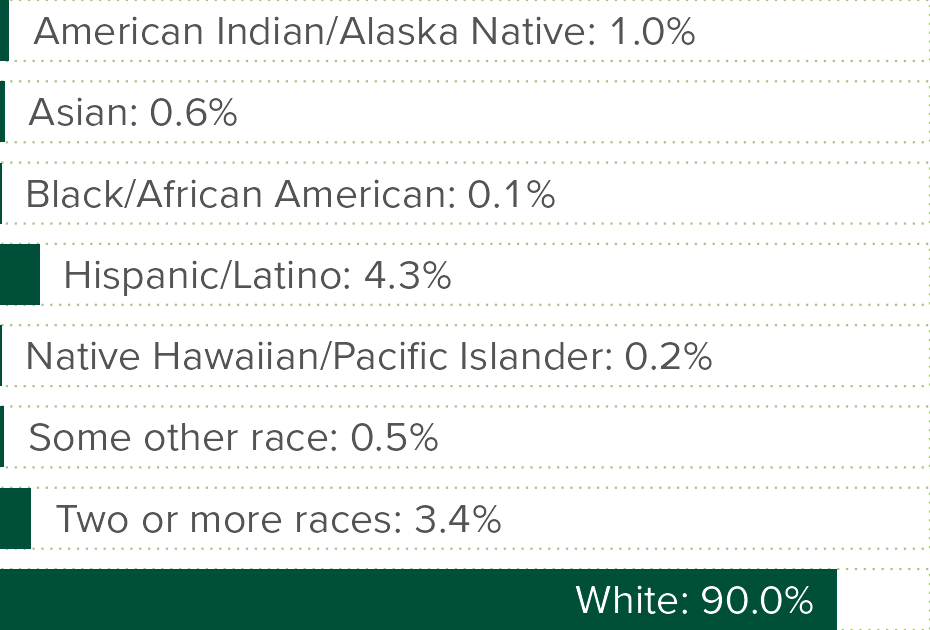 American Indian/Alaska Native: 1.0%
Asian: 0.6%
Black/African American: 0.1%
Hispanic/Latino: 4.3%
Native Hawaiian/Pacific Islander: 0.2%
Some other race: 0.5%
Two or more races: 3.4%
White: 90.0%